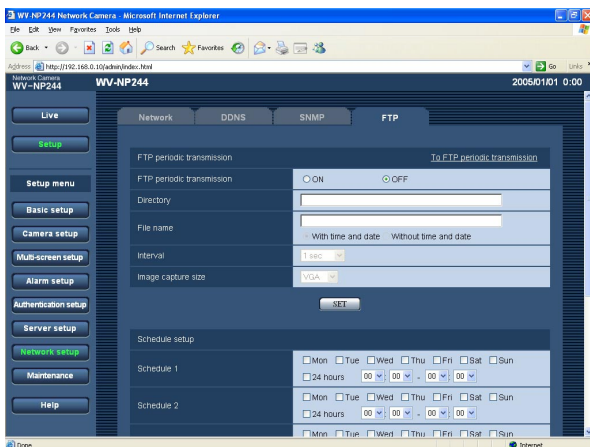 WV-NP244 Network Camera - Microsoft Internet Explorer
File Edit View Favorites Tools Help
Back Search Favorites
Address http://192.168.0.10/admin/index.html Go Links
Network Camera
WV-NP244 WV-NP244 2005/01/01 0:00
Live
Setup
Setup menu
Basic setup
Camera setup
Multi-screen setup
Alarm setup
Authentication setup
Server setup
Network setup
Maintenance
Help
Network DDNS SNMP FTP
FTP periodic transmission To FTP periodic transmission
FTP periodic transmission ON OFF
Directory
File name
With time and date Without time and date
Interval 1 sec
Image capture size VGA
SET
Schedule setup
Schedule 1 Mon Tue Wed Thu Fri Sat Sun
24 hours 00 : 00 - 00 : 00
Schedule 2 Mon Tue Wed Thu Fri Sat Sun
24 hours 00 : 00 - 00 : 00
Mon Tue Wed Thu Fri Sat Sun
Done Internet